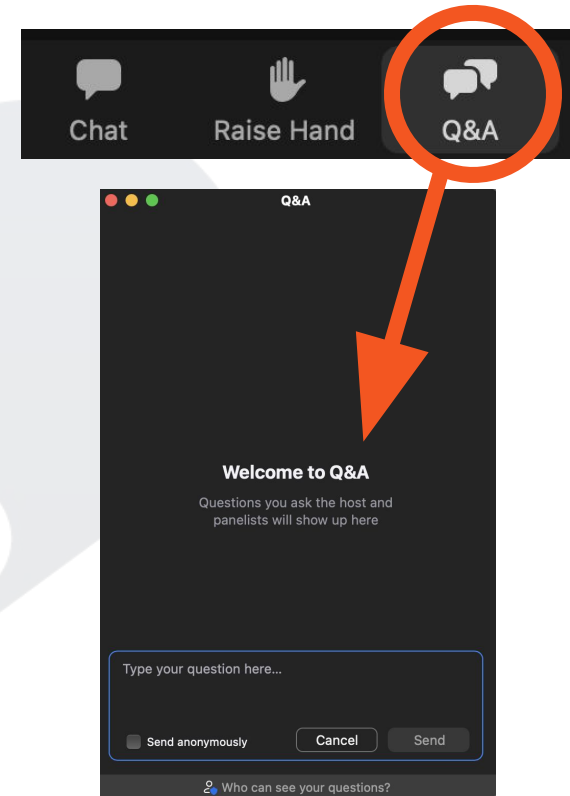 Chat
Raise Hand
Q&A
Q&A
Welcome to Q&A
Questions you ask the host and
panelists will show up here
Type your question here...
Send anonymously
Cancel
Send
Who can see your questions?